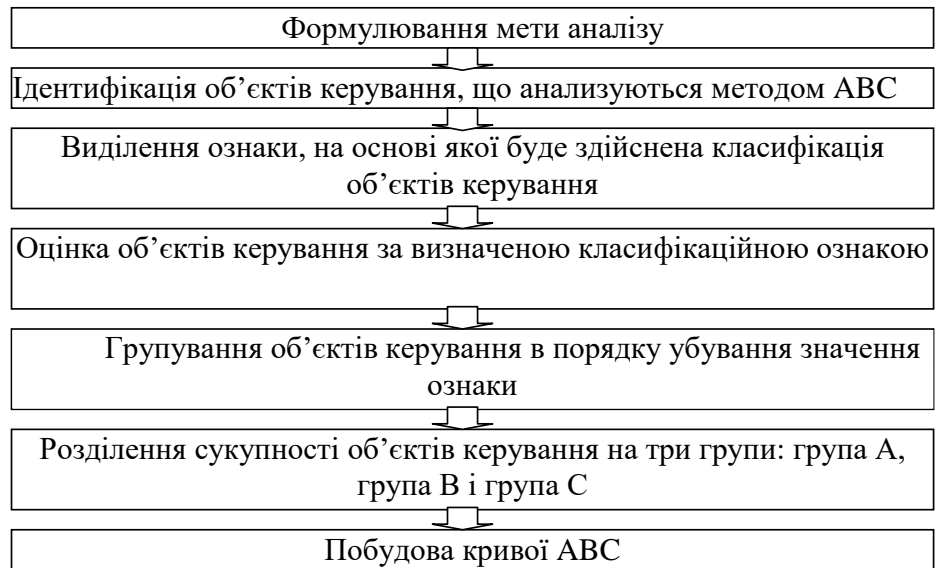 Формулювання мети аналізу
Ідентифікація об’єктів керування, що анализуються методом АВС
Виділення ознаки, на основі якої буде здійснена класифікація
об’єктів керування
Оцінка об’єктів керування за визначеною класифікаційною ознакою
Групування об’єктів керування в порядку убування значення
ознаки
Розділення сукупності об’єктів керування на три групи: група А,
група В і група С
Побудова кривої АВС